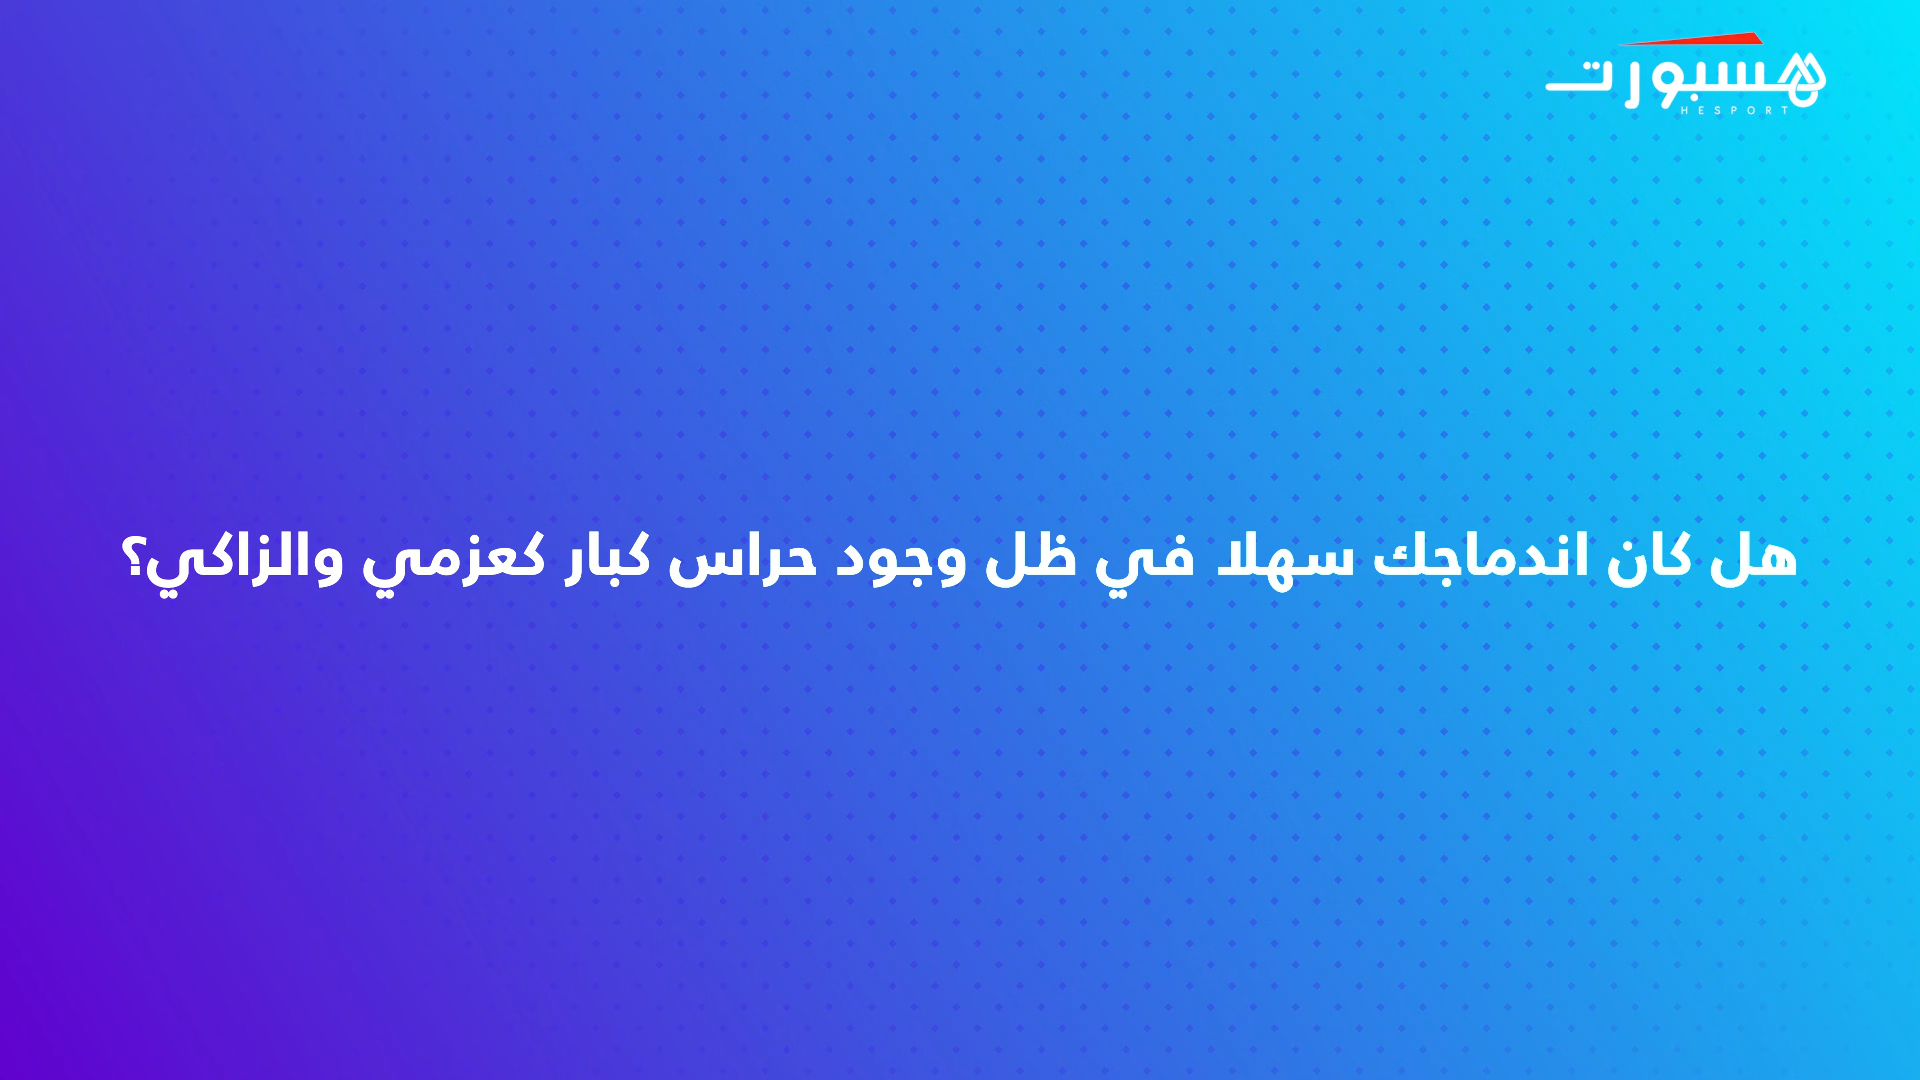 هسبورت
HESPORT
هل كان اندماجك سهلا في ظل وجود حراس كبار كعزمي والزاكي؟